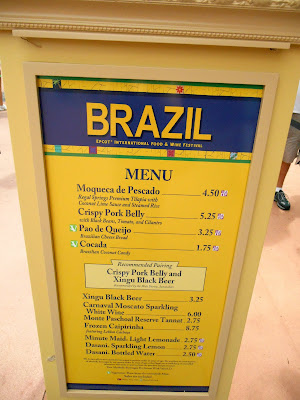 BRAZIL
Epcot® International Food & Wine Festival
MENU
Moqueca de Pescado 4.50
Regal Springs Premium Tilapia with
Coconut Lime Sauce and Steamed Rice
Crispy Pork Belly 5.25
with Black Beans, Tomato, and Cilantro
Pao de Queijo 3.25
Brazilian Cheese Bread
Cocada 1.75
Brazilian Coconut Candy
Recommended Pairing
Crispy Pork Belly and
Xingu Black Beer
Xingu Black Beer 3.25
Carnaval Moscato Sparkling
White Wine 6.00
Monte Paschoal Reserve Tannat 2.75
Frozen Caipirinha 8.75
Featuring Leblon Cachaça
Minute Maid® Light Lemonade 2.75
Dasani® Sparkling Lemon 2.75
Dasani® Bottled Water 2.50